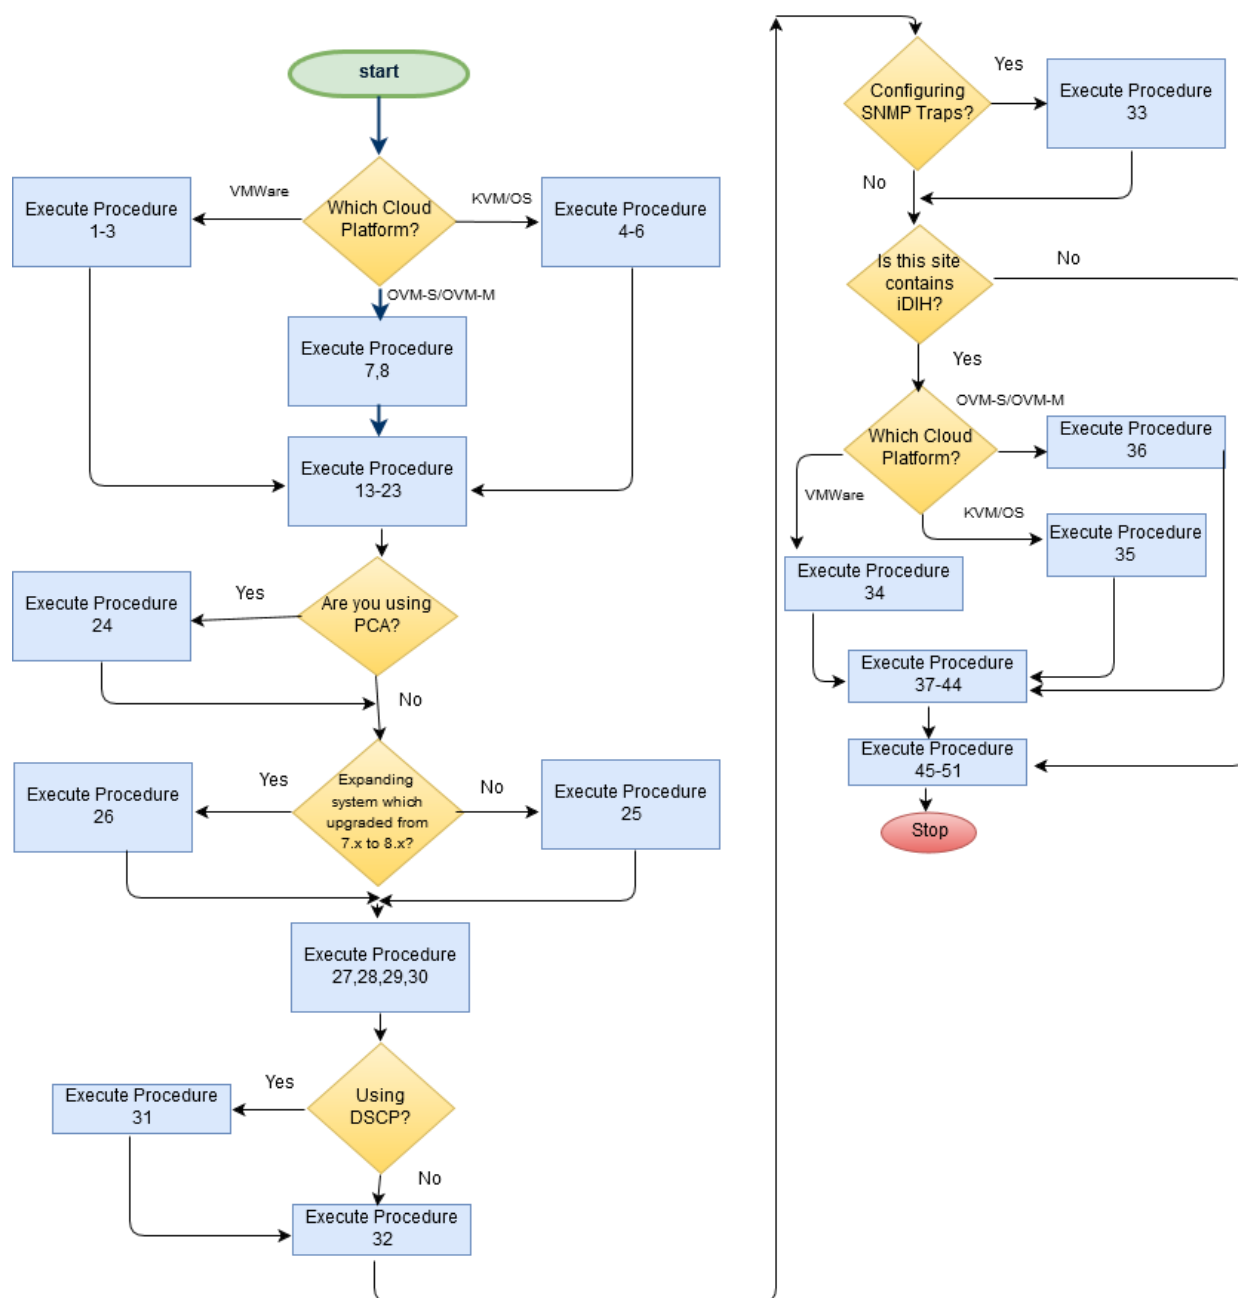 start
Which Cloud
Platform?
VMWare
KVM/OS
OVM-S/OVM-M
Execute Procedure
1-3
Execute Procedure
4-6
Execute Procedure
7,8
Execute Procedure
13-23
Are you using
PCA?
Yes
No
Execute Procedure
24
Expanding
system which
upgraded from
7.x to 8.x?
Yes
No
Execute Procedure
26
Execute Procedure
25
Execute Procedure
27,28,29,30
Using
DSCP?
Yes
No
Execute Procedure
31
Execute Procedure
32
Configuring
SNMP Traps?
Yes
No
Execute Procedure
33
Is this site
contains
iDIH?
No
Yes
Which Cloud
Platform?
OVM-S/OVM-M
VMWare
KVM/OS
Execute Procedure
36
Execute Procedure
35
Execute Procedure
34
Execute Procedure
37-44
Execute Procedure
45-51
Stop